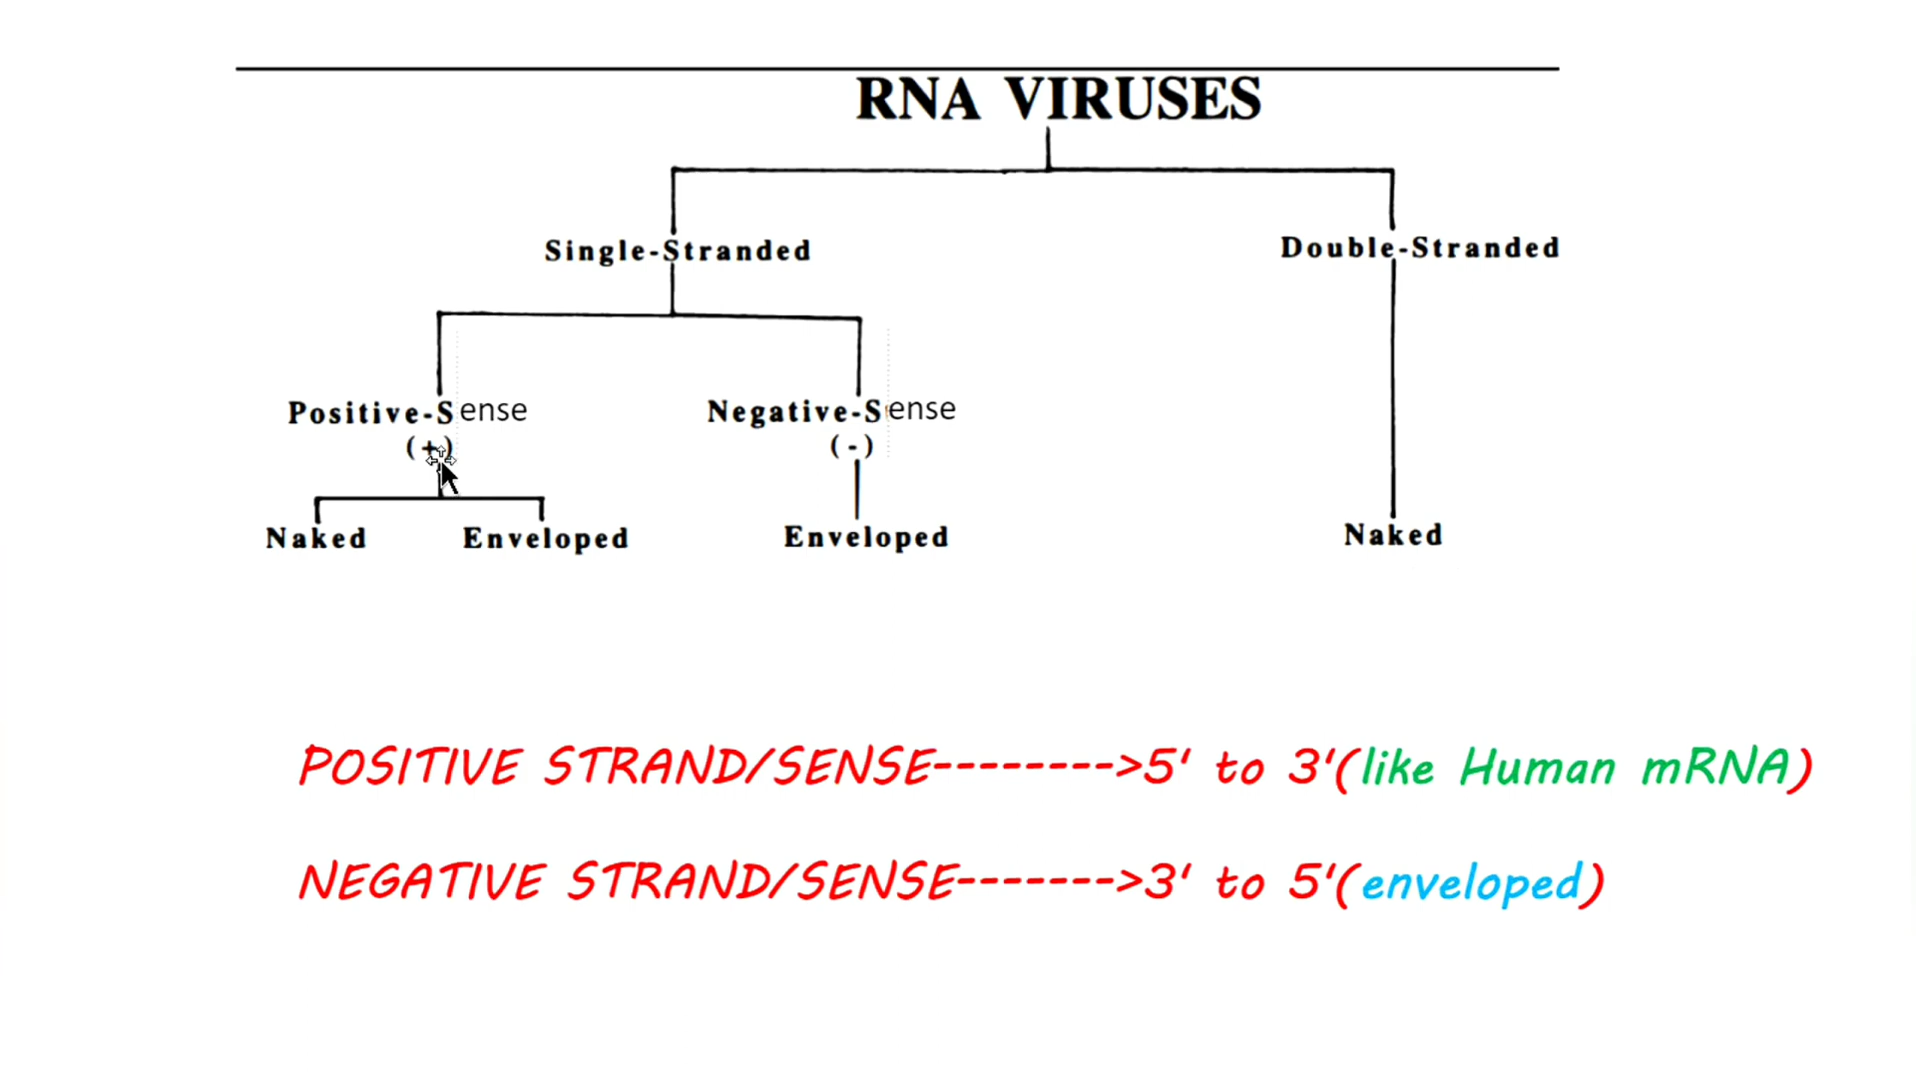 RNA VIRUSES
Single-Stranded Double-Stranded
Positive-Sense Negative-Sense
(+) (-)
Naked Enveloped Enveloped Naked
POSITIVE STRAND/SENSE-------->5' to 3'(like Human mRNA)
NEGATIVE STRAND/SENSE------->3' to 5'(enveloped)